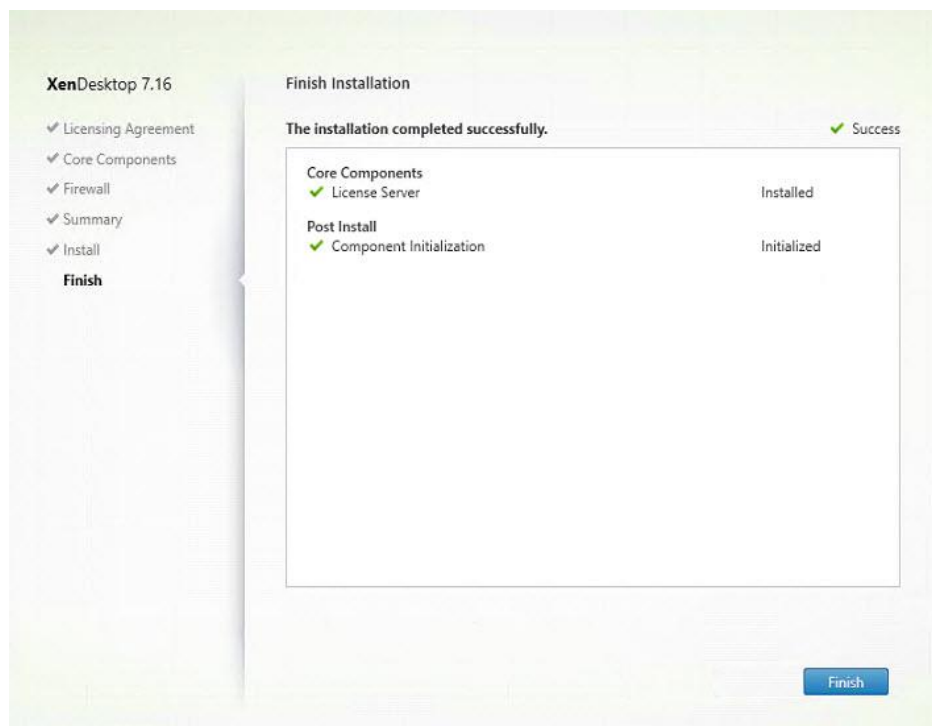 XenDesktop 7.16
Licensing Agreement
Core Components
Firewall
Summary
Install
Finish
Finish Installation
The installation completed successfully.
Success
Core Components
License Server Installed
Post Install
Component Initialization Initialized
Finish